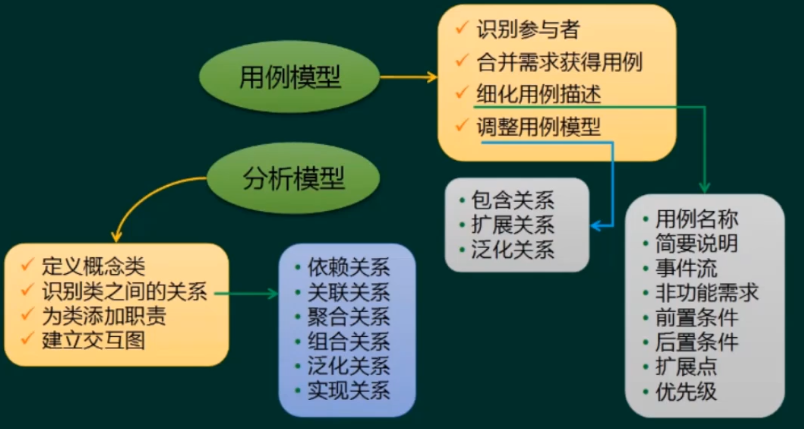 用例模型
✓ 识别参与者
✓ 合并需求获得用例
✓ 细化用例描述
✓ 调整用例模型
分析模型
• 包含关系
• 扩展关系
• 泛化关系
• 用例名称
• 简要说明
• 事件流
• 非功能需求
• 前置条件
• 后置条件
• 扩展点
• 优先级
✓ 定义概念类
✓ 识别类之间的关系
✓ 为类添加职责
✓ 建立交互图
• 依赖关系
• 关联关系
• 聚合关系
• 组合关系
• 泛化关系
• 实现关系